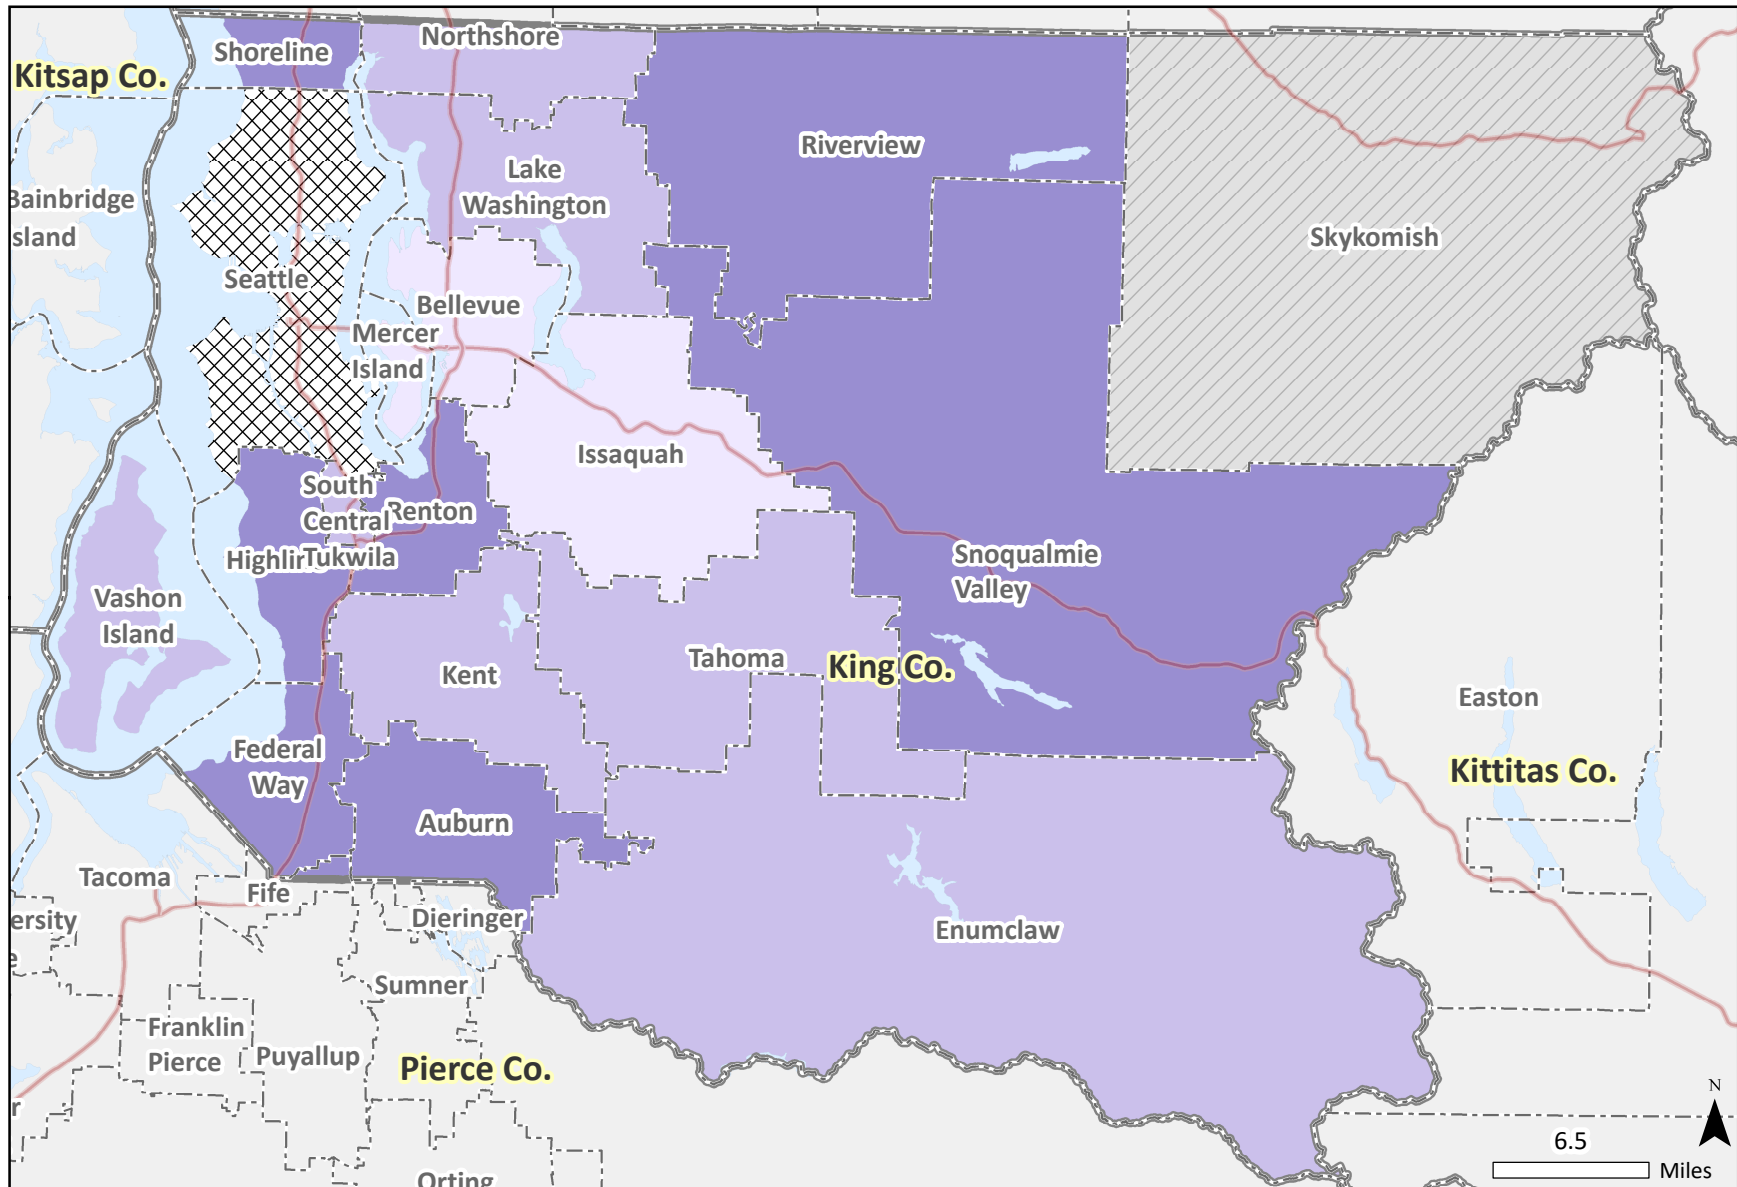 Shoreline
Northshore
Kitsap Co.
Riverview
Lake
Washington
Bainbridge
sland
Skykomish
Seattle
Bellevue
Mercer
Island
Issaquah
South
Central
Renton
Highlin
Tukwila
Snoqualmie
Valley
Vashon
Island
Tahoma
King Co.
Kent
Easton
Federal
Way
Kittitas Co.
Auburn
Tacoma
Fife
ersity
e
Dieringer
Enumclaw
Sumner
Franklin
Pierce
Puyallup
Pierce Co.
r
Orting
N
6.5
Miles